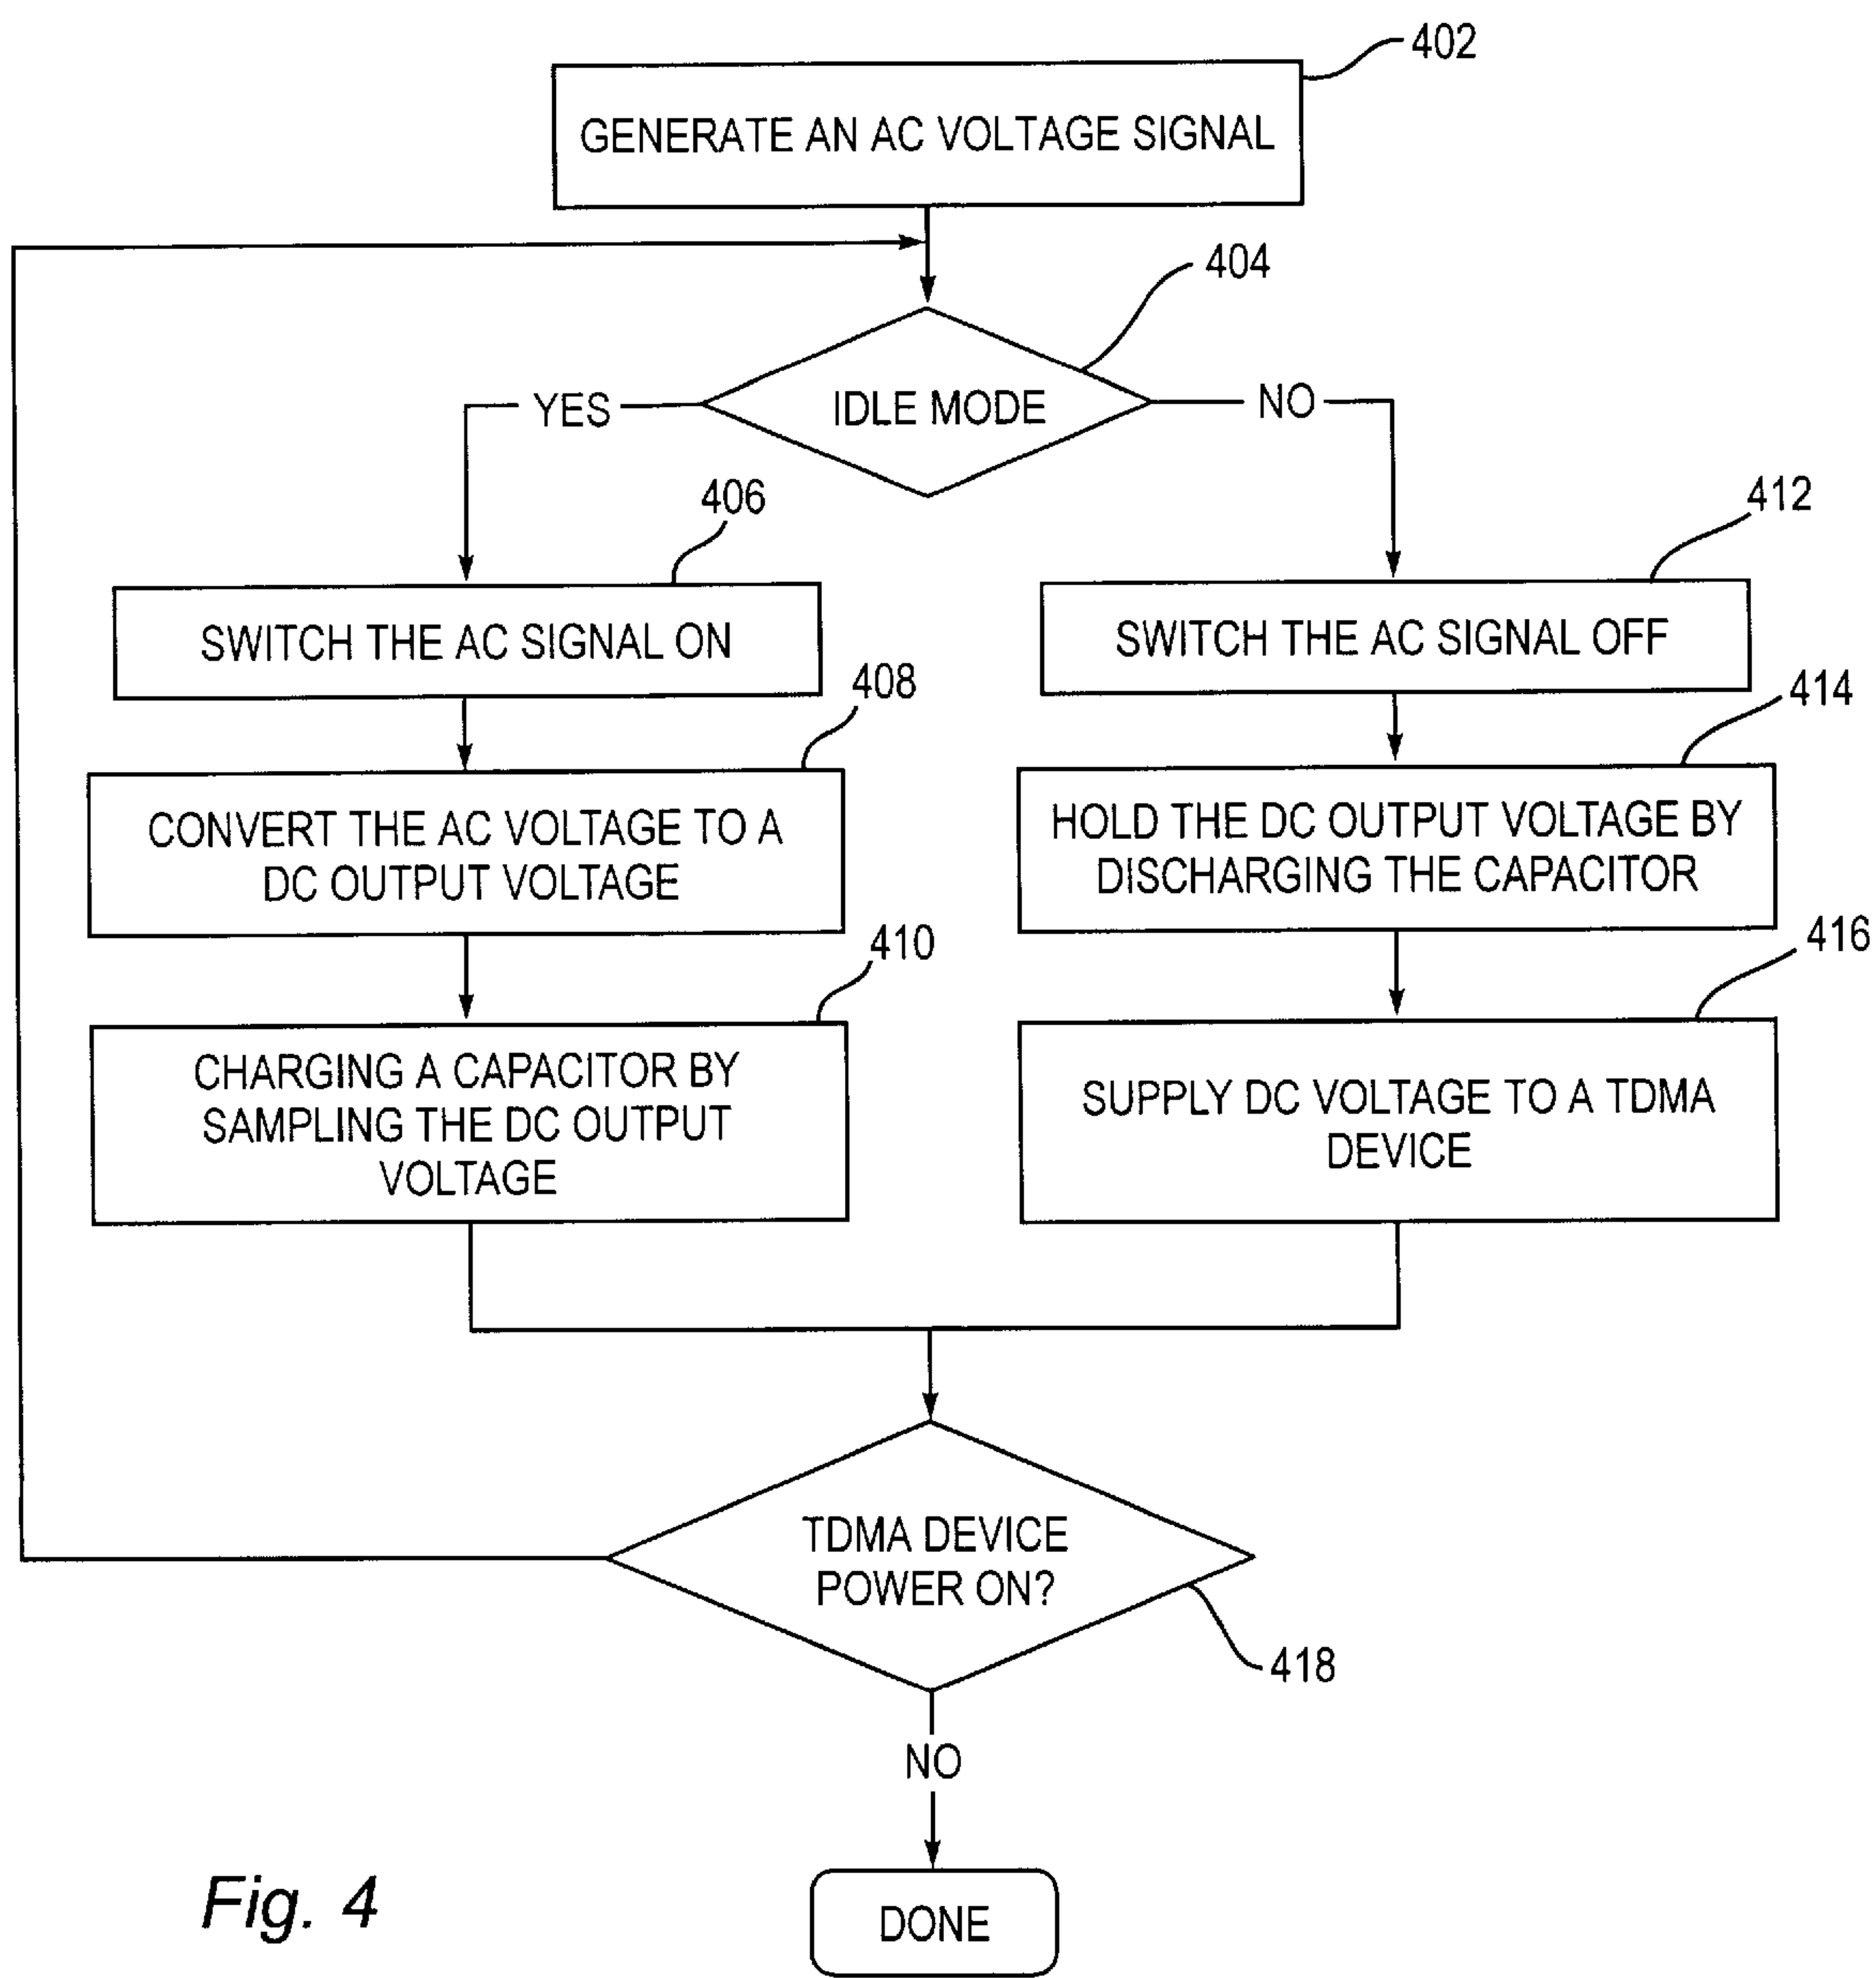 402
GENERATE AN AC VOLTAGE SIGNAL
404
IDLE MODE
YES
NO
406
SWITCH THE AC SIGNAL ON
412
SWITCH THE AC SIGNAL OFF
408
CONVERT THE AC VOLTAGE TO A
DC OUTPUT VOLTAGE
414
HOLD THE DC OUTPUT VOLTAGE BY
DISCHARGING THE CAPACITOR
410
CHARGING A CAPACITOR BY
SAMPLING THE DC OUTPUT
VOLTAGE
416
SUPPLY DC VOLTAGE TO A TDMA
DEVICE
TDMA DEVICE
POWER ON?
418
NO
DONE
Fig. 4